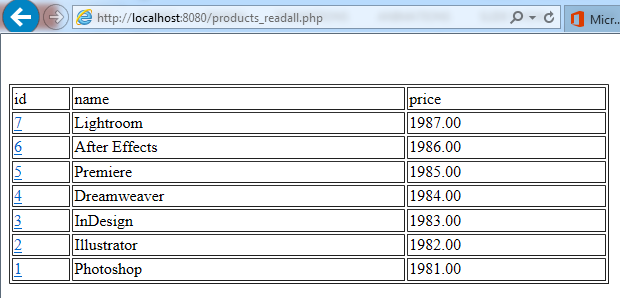 http://localhost:8080/products_readall.php
Micr...
id name price
7 Lightroom 1987.00
6 After Effects 1986.00
5 Premiere 1985.00
4 Dreamweaver 1984.00
3 InDesign 1983.00
2 Illustrator 1982.00
1 Photoshop 1981.00